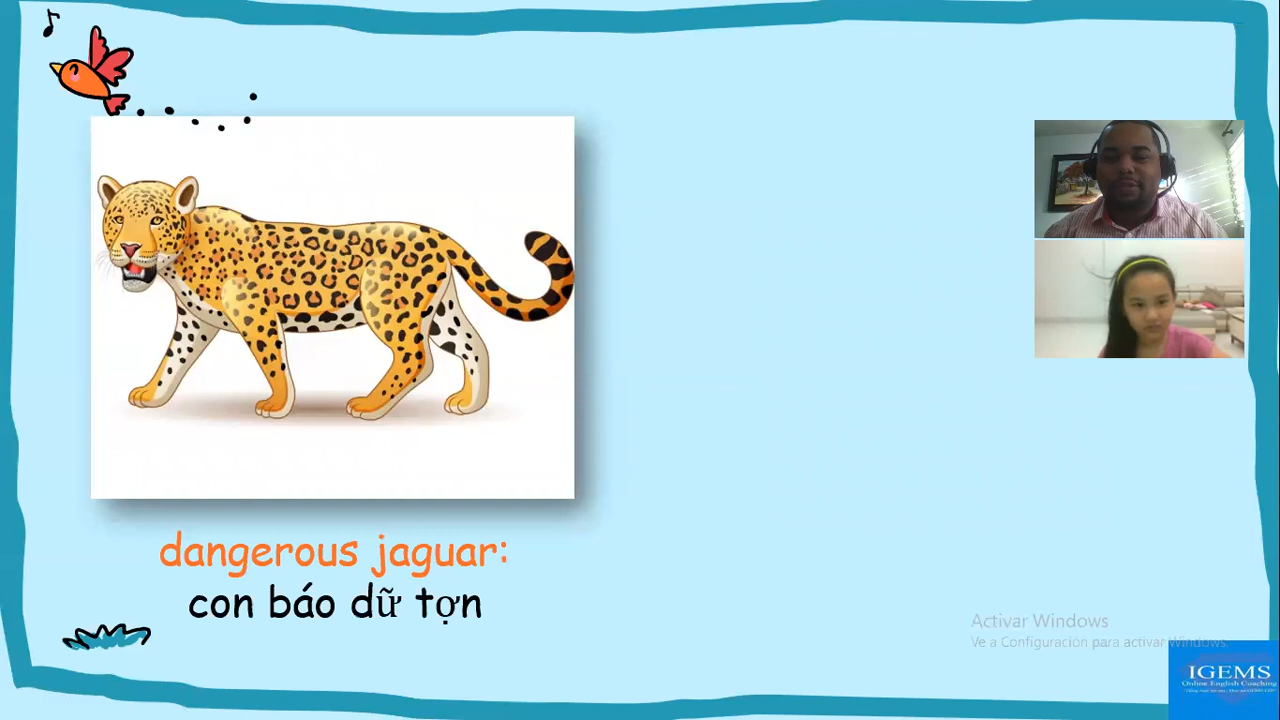 dangerous jaguar:
con báo dữ tợn
Activar Windows
Ve a Configuración para activar Windows.
IGEMS
Online English Coaching